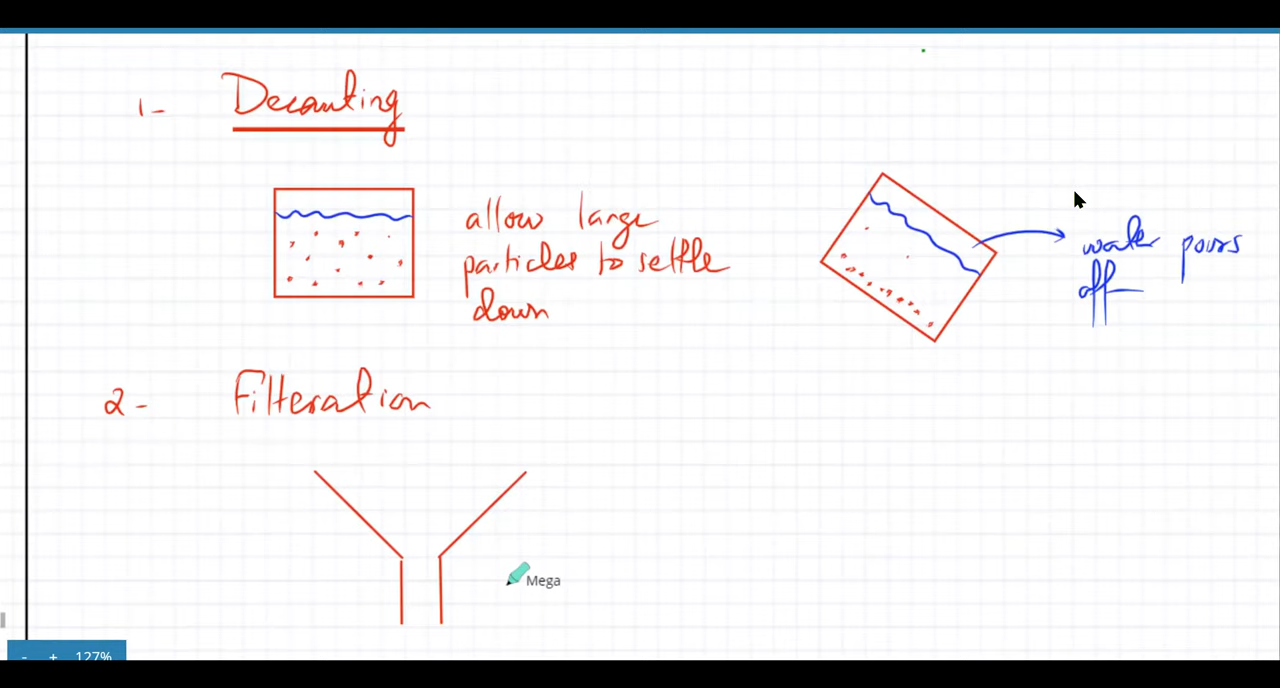 1- Decanting
allow large
particles to settle
down
water pours
off
2- Filteration
Mega
- + 127%